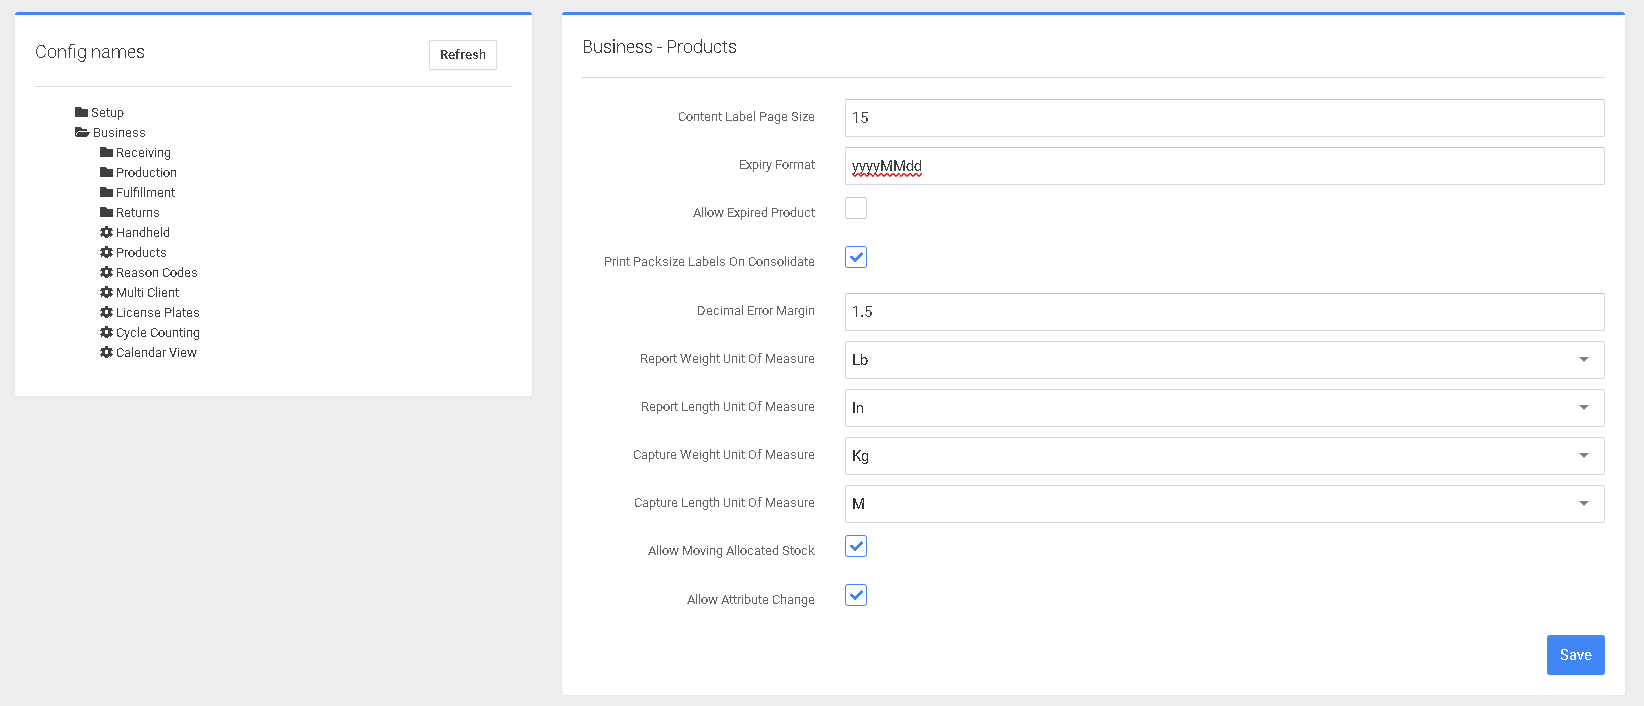 Config names
Refresh
Setup
Business
Receiving
Production
Fulfillment
Returns
Handheld
Products
Reason Codes
Multi Client
License Plates
Cycle Counting
Calendar View
Business - Products
Content Label Page Size 15
Expiry Format yyyyMMdd
Allow Expired Product
Print Packsize Labels On Consolidate
Decimal Error Margin 1.5
Report Weight Unit Of Measure Lb
Report Length Unit Of Measure In
Capture Weight Unit Of Measure Kg
Capture Length Unit Of Measure M
Allow Moving Allocated Stock
Allow Attribute Change
Save